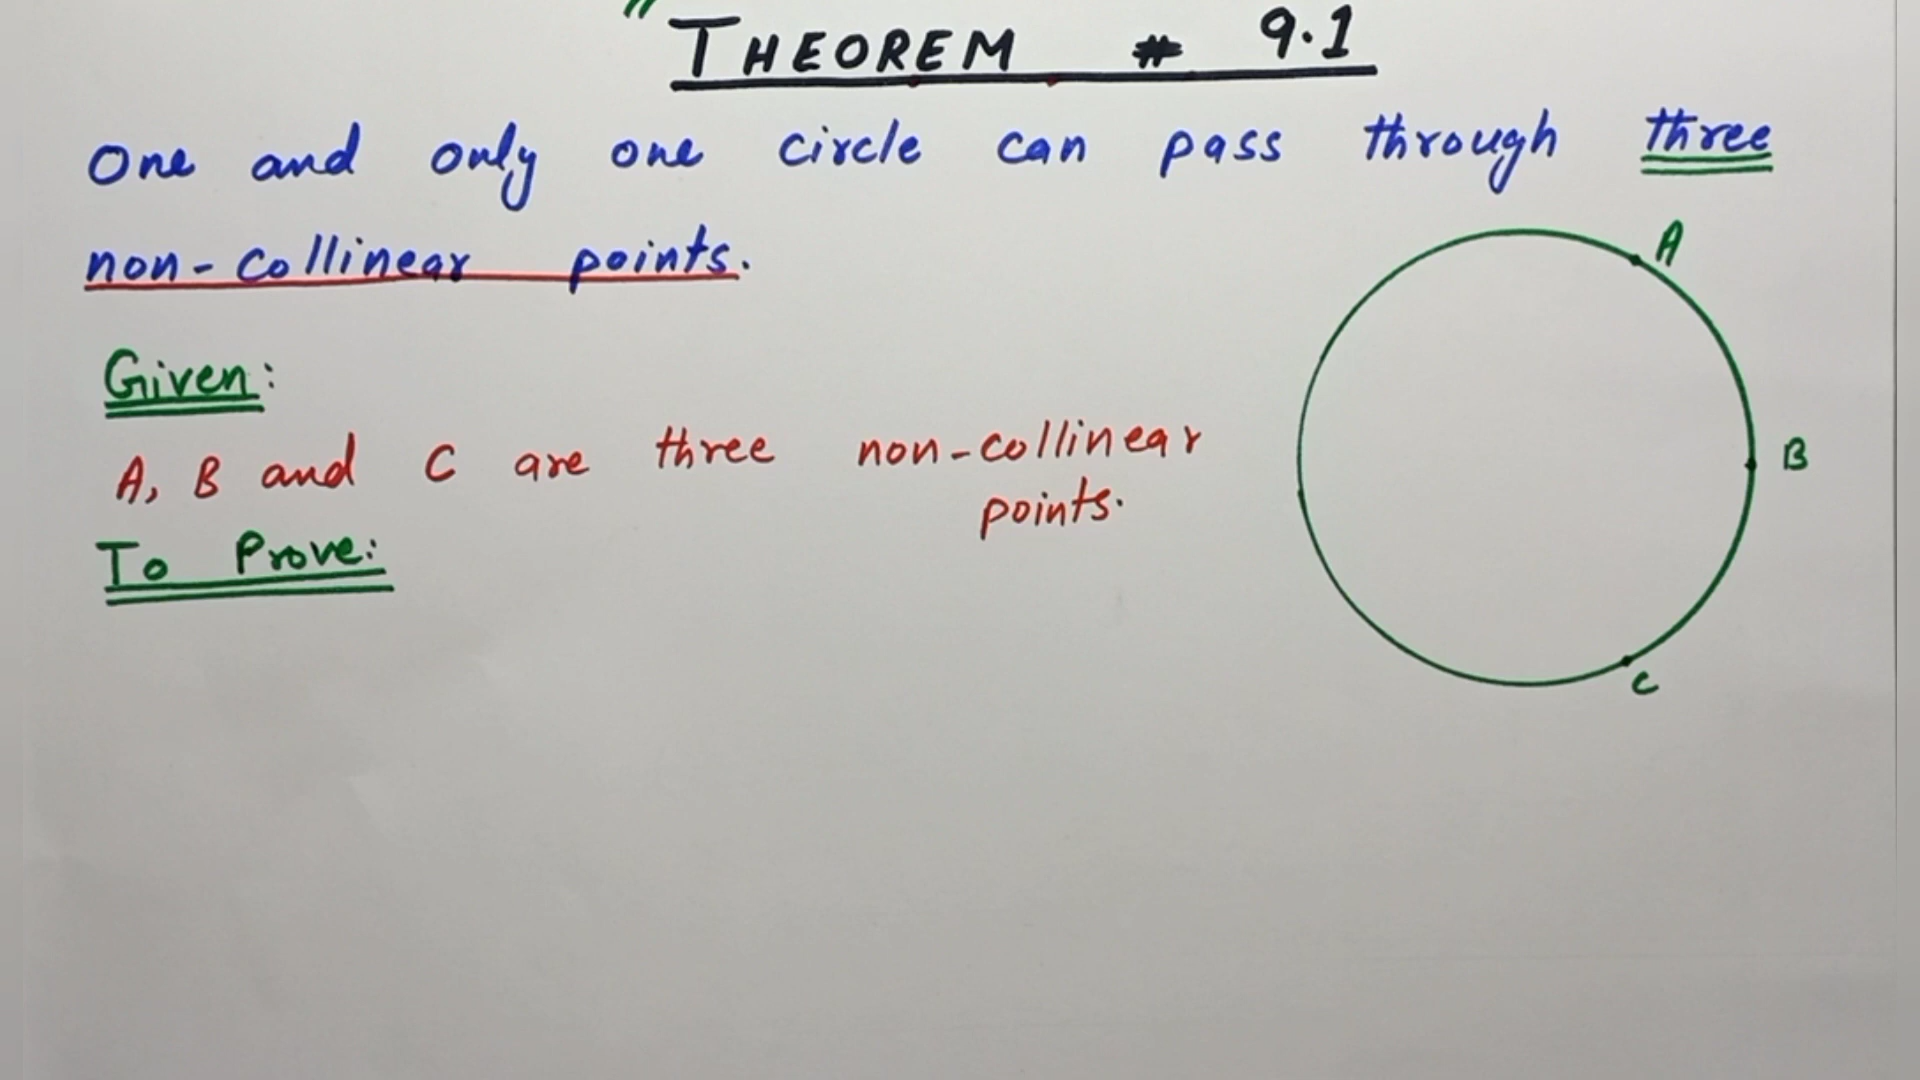 THEOREM # 9.1
One and only one circle can pass through three
non-collinear points.
Given:
A, B and C are three non-collinear
points.
To Prove:
A
B
C